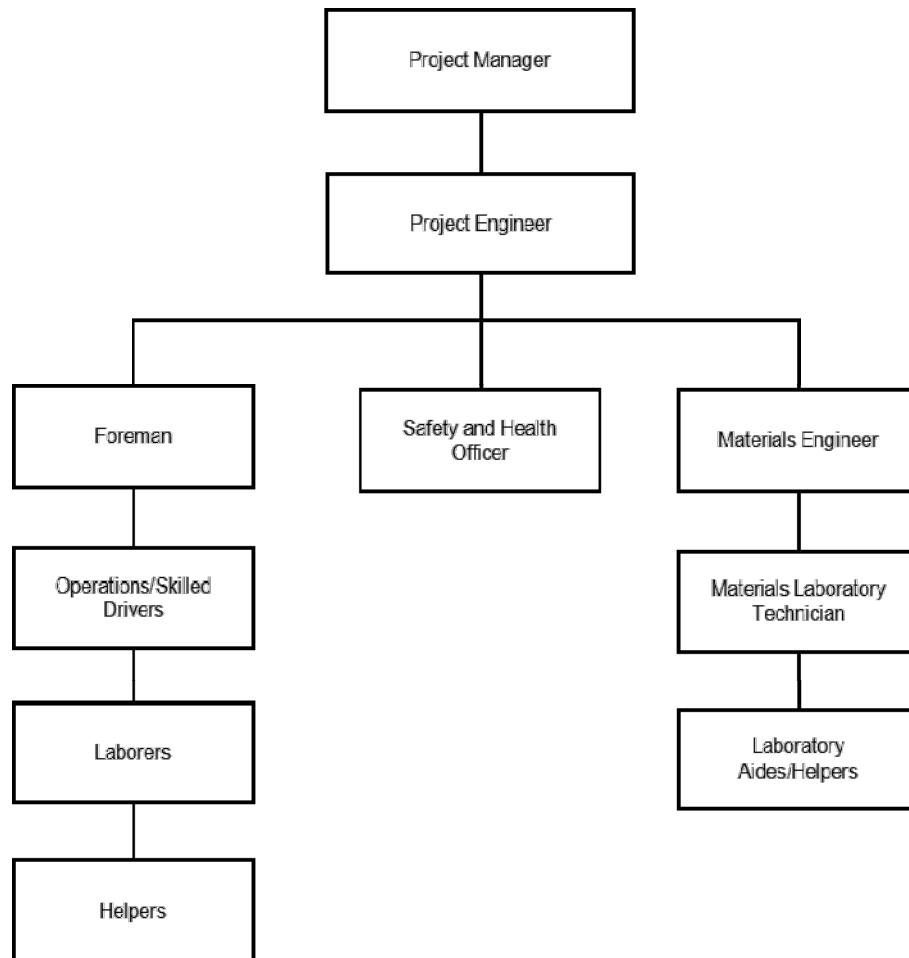 Project Manager
Project Engineer
Foreman
Safety and Health
Officer
Materials Engineer
Operations/Skilled
Drivers
Materials Laboratory
Technician
Laborers
Laboratory
Aides/Helpers
Helpers